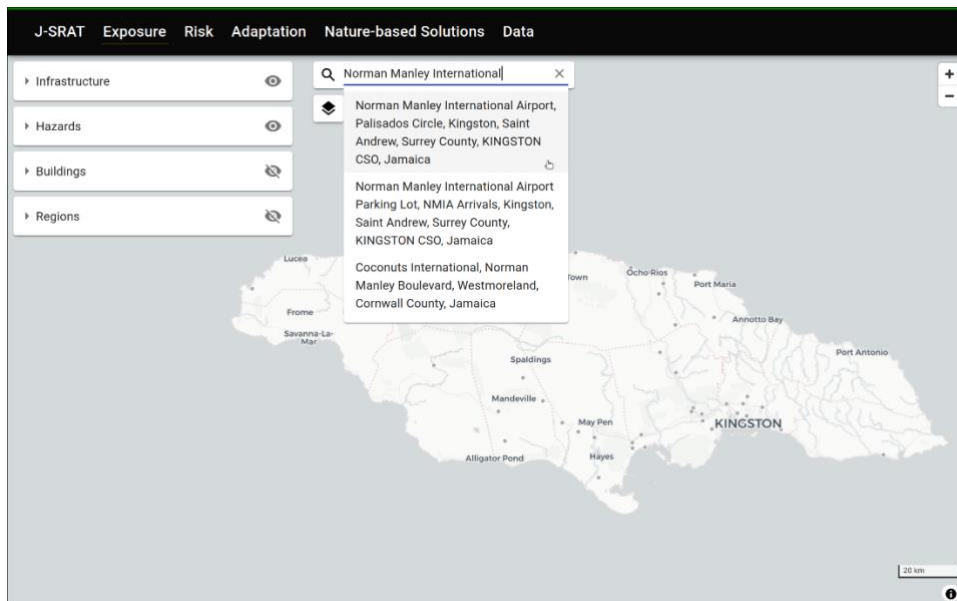 J-SRAT Exposure Risk Adaptation Nature-based Solutions Data
Infrastructure
Hazards
Buildings
Regions
Norman Manley International
Norman Manley International Airport,
Palisados Circle, Kingston, Saint
Andrew, Surrey County, KINGSTON
CSO, Jamaica
Norman Manley International Airport
Parking Lot, NMIA Arrivals, Kingston,
Saint Andrew, Surrey County,
KINGSTON CSO, Jamaica
Coconuts International, Norman
Manley Boulevard, Westmoreland,
Cornwall County, Jamaica
+
−
Lucea
Town
Ocho Rios
Port Maria
Frome
Annotto Bay
Savanna-La-
Mar
Port Antonio
Spaldings
Mandeville
May Pen
KINGSTON
Alligator Pond
Hayes
20 km